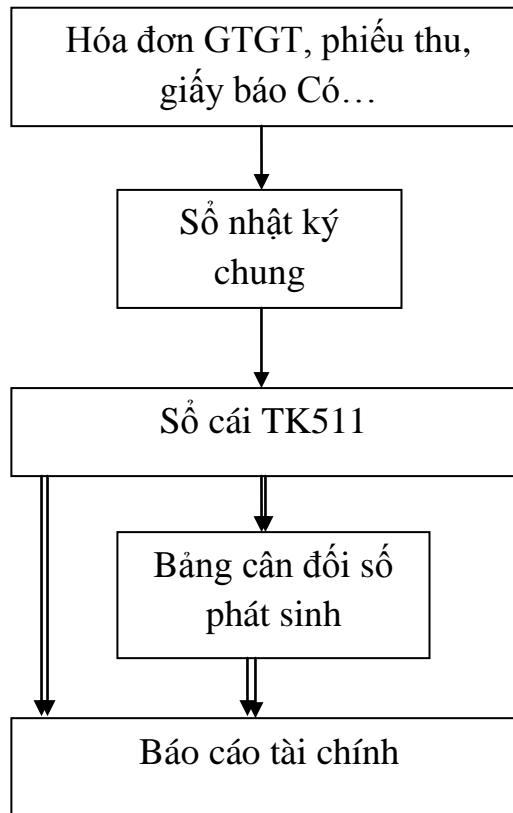 Hóa đơn GTGT, phiếu thu,
giấy báo Có…
Sổ nhật ký
chung
Sổ cái TK511
Bảng cân đối số
phát sinh
Báo cáo tài chính